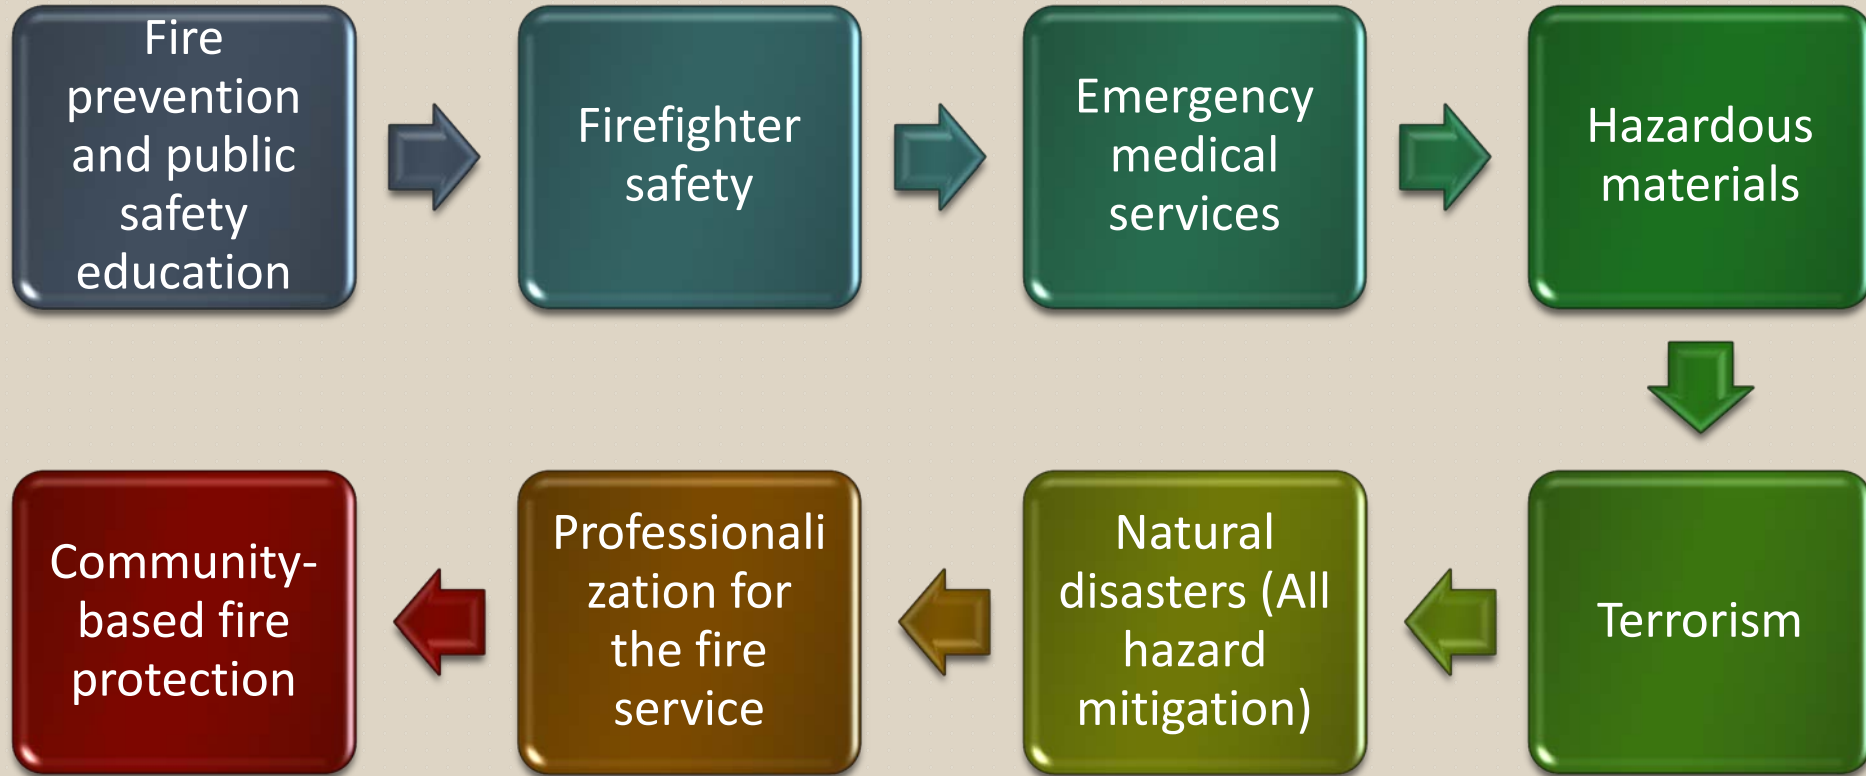 Fire
prevention
and public
safety
education
Firefighter
safety
Emergency
medical
services
Hazardous
materials
Terrorism
Natural
disasters (All
hazard
mitigation)
Professionali
zation for
the fire
service
Community-
based fire
protection